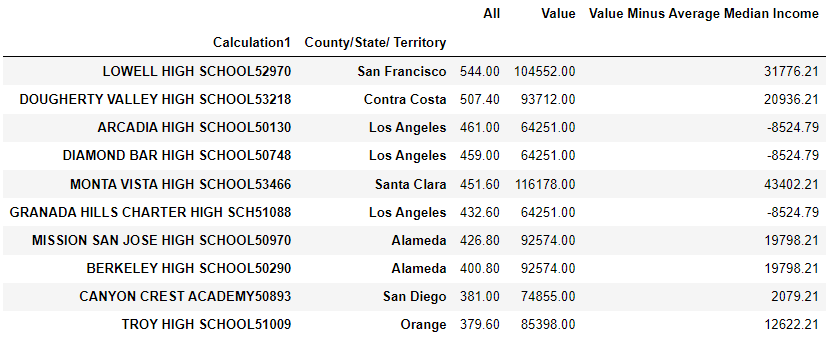 All Value Value Minus Average Median Income
Calculation1 County/State/ Territory
LOWELL HIGH SCHOOL52970 San Francisco 544.00 104552.00 31776.21
DOUGHERTY VALLEY HIGH SCHOOL53218 Contra Costa 507.40 93712.00 20936.21
ARCADIA HIGH SCHOOL50130 Los Angeles 461.00 64251.00 -8524.79
DIAMOND BAR HIGH SCHOOL50748 Los Angeles 459.00 64251.00 -8524.79
MONTA VISTA HIGH SCHOOL53466 Santa Clara 451.60 116178.00 43402.21
GRANADA HILLS CHARTER HIGH SCH51088 Los Angeles 432.60 64251.00 -8524.79
MISSION SAN JOSE HIGH SCHOOL50970 Alameda 426.80 92574.00 19798.21
BERKELEY HIGH SCHOOL50290 Alameda 400.80 92574.00 19798.21
CANYON CREST ACADEMY50893 San Diego 381.00 74855.00 2079.21
TROY HIGH SCHOOL51009 Orange 379.60 85398.00 12622.21